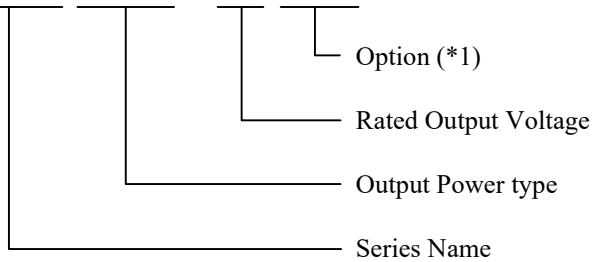 Option (*1)
Rated Output Voltage
Output Power type
Series Name